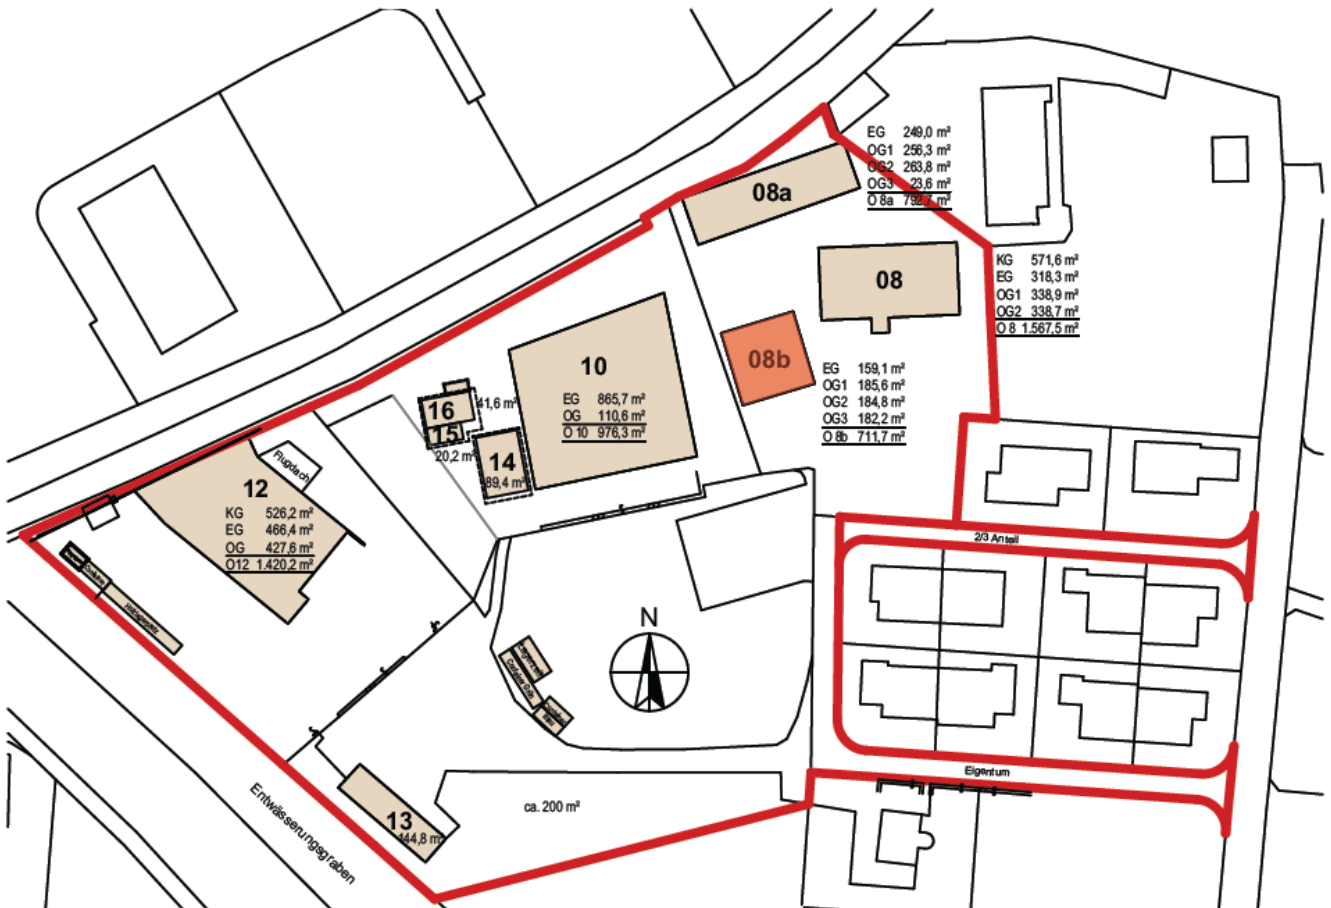 EG 249,0 m²
OG1 256,3 m²
OG2 263,8 m²
OG3 23,6 m²
O 8a 792,7 m²
08a
08
KG 571,6 m²
EG 318,3 m²
OG1 338,9 m²
OG2 338,7 m²
O 8 1.567,5 m²
08b
EG 159,1 m²
OG1 185,6 m²
OG2 184,8 m²
OG3 182,2 m²
O 8b 711,7 m²
10
EG 865,7 m²
OG 110,6 m²
O 10 976,3 m²
16
41,6 m²
15
20,2 m²
14
89,4 m²
Flugdach
12
KG 526,2 m²
EG 466,4 m²
OG 427,6 m²
O12 1.420,2 m²
2/3 Anteil
N
Eigentum
ca. 200 m²
13
144,8 m
Entwässerungsgraben